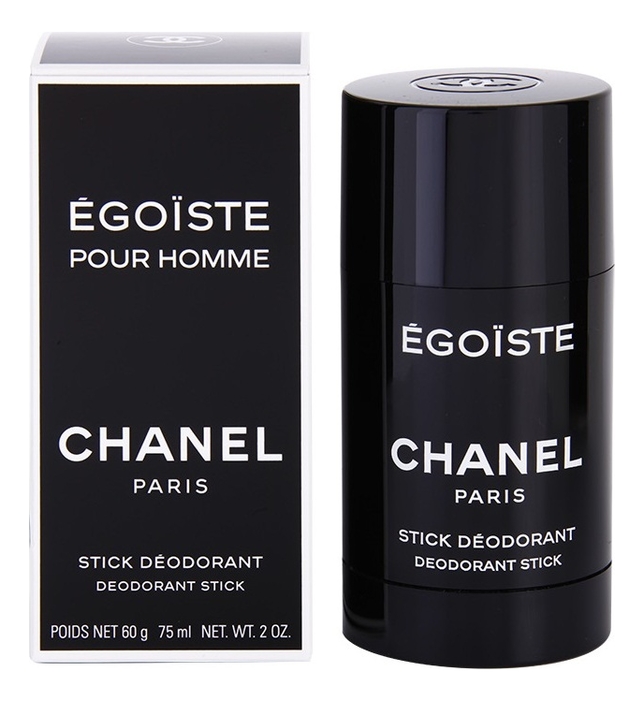 ÉGOÏSTE
POUR HOMME
CHANEL
PARIS
STICK DÉODORANT
DEODORANT STICK
POIDS NET 60 g 75 ml NET. WT. 2 OZ.
ÉGOÏSTE
CHANEL
PARIS
STICK DÉODORANT
DEODORANT STICK